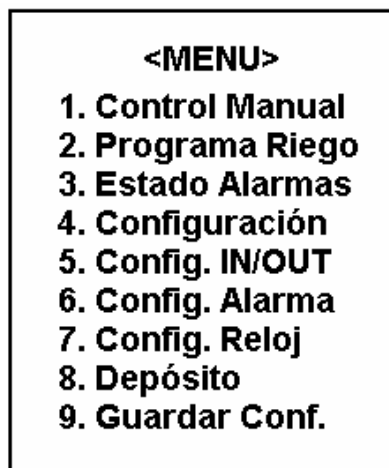 <MENU>
1. Control Manual
2. Programa Riego
3. Estado Alarmas
4. Configuración
5. Config. IN/OUT
6. Config. Alarma
7. Config. Reloj
8. Depósito
9. Guardar Conf.